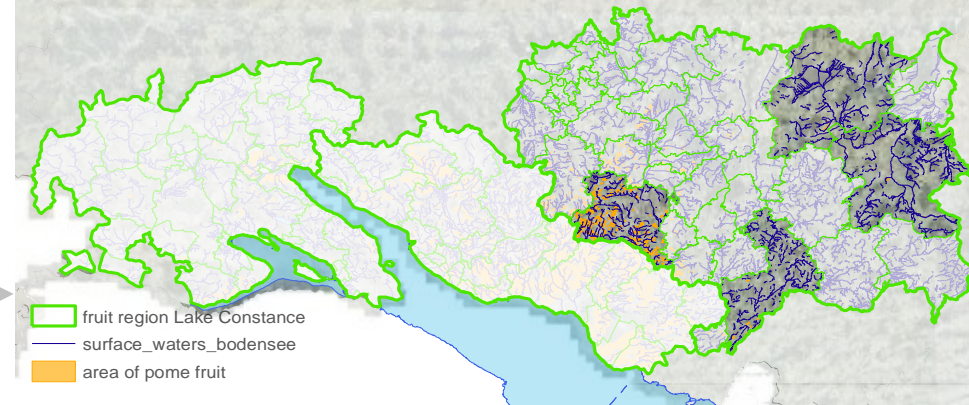 fruit region Lake Constance
surface_waters_bodensee
area of pome fruit